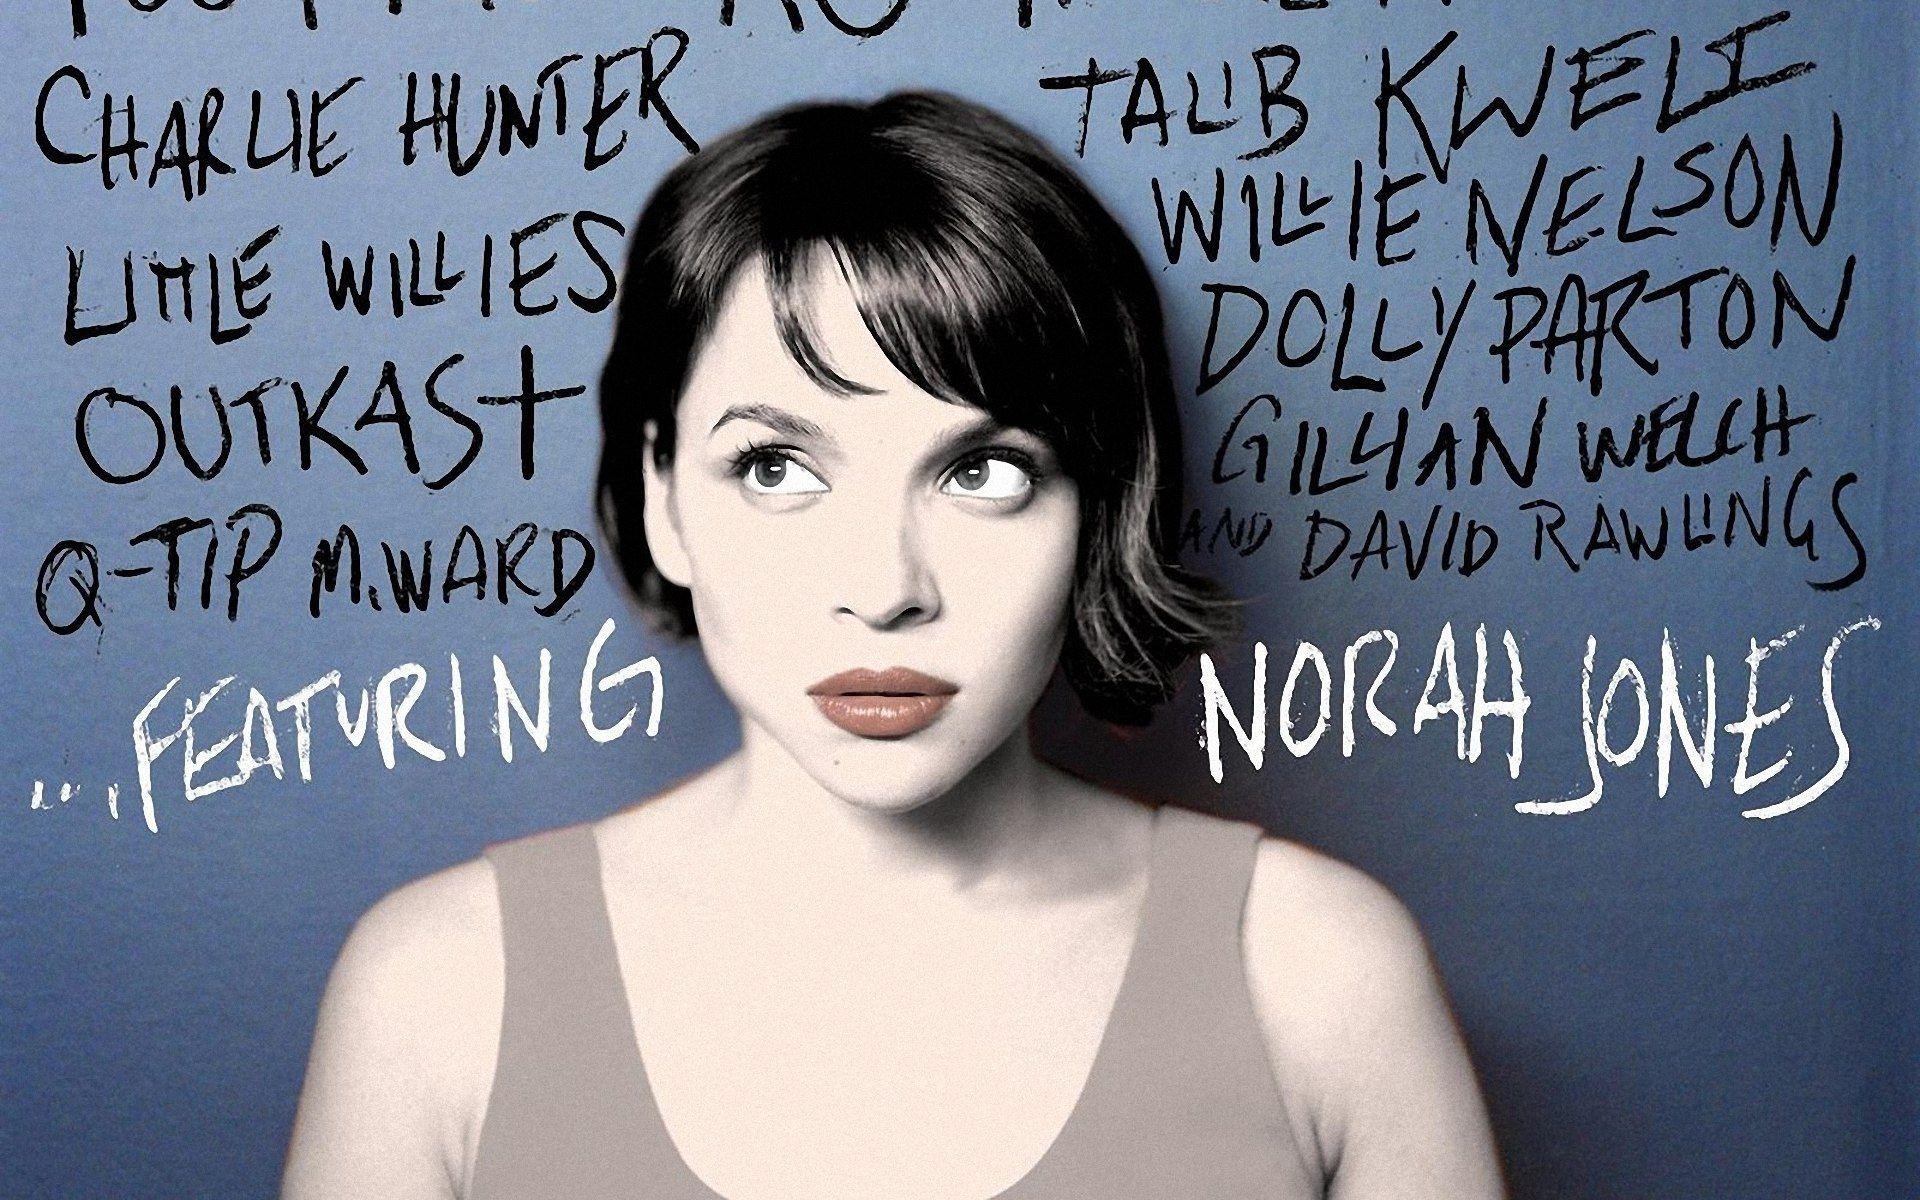 CHARLIE HUNTER
LITTLE WILLIES
OUTKAST
Q-TIP M.WARD
TALIB KWELI
WILLIE NELSON
DOLLY PARTON
GILLIAN WELCH
AND DAVID RAWLINGS
...FEATURING NORAH JONES